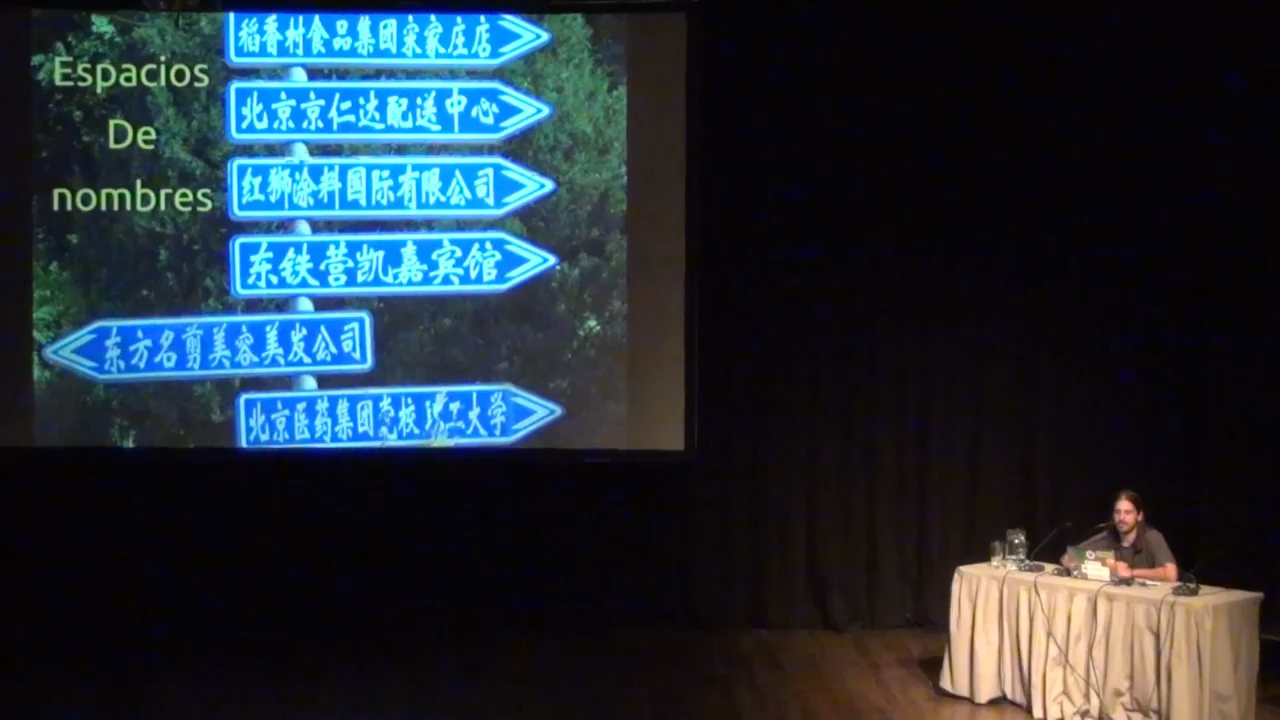 Espacios
De
nombres
稻香村食品集团宋家庄店
北京京仁达配送中心
红狮涂料国际有限公司
东铁营凯嘉宾馆
东方名剪美容美发公司
北京医药集团党校 工大学